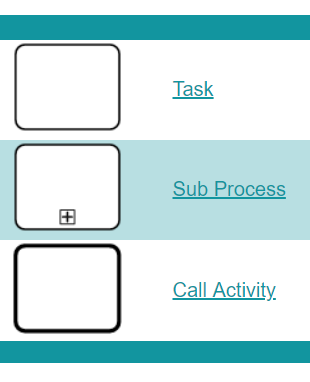 Task
Sub Process
Call Activity